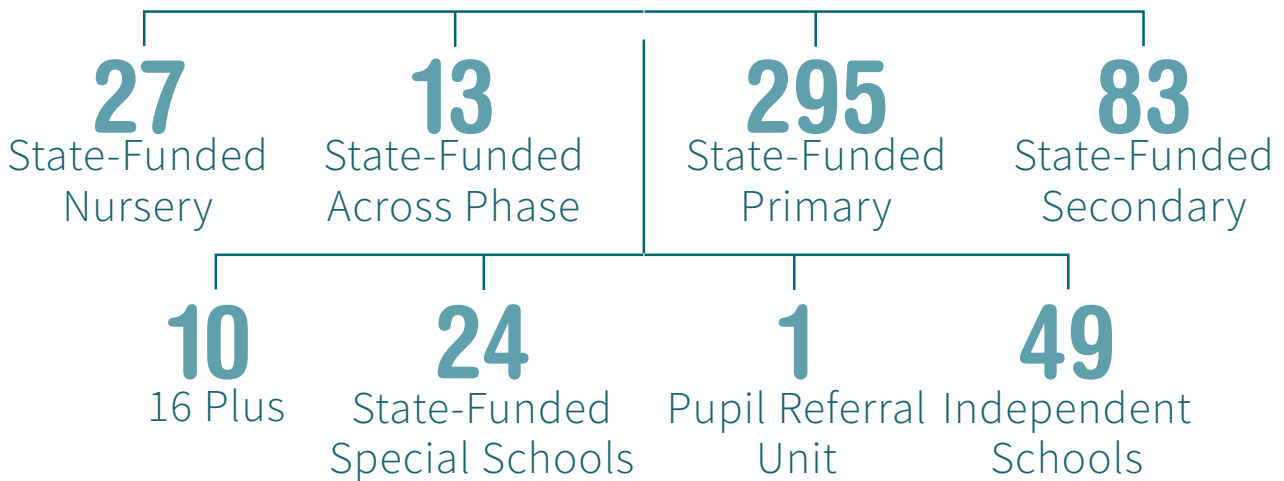 27
State-Funded
Nursery
13
State-Funded
Across Phase
295
State-Funded
Primary
83
State-Funded
Secondary
10
16 Plus
24
State-Funded
Special Schools
1
Pupil Referral
Unit
49
Independent
Schools